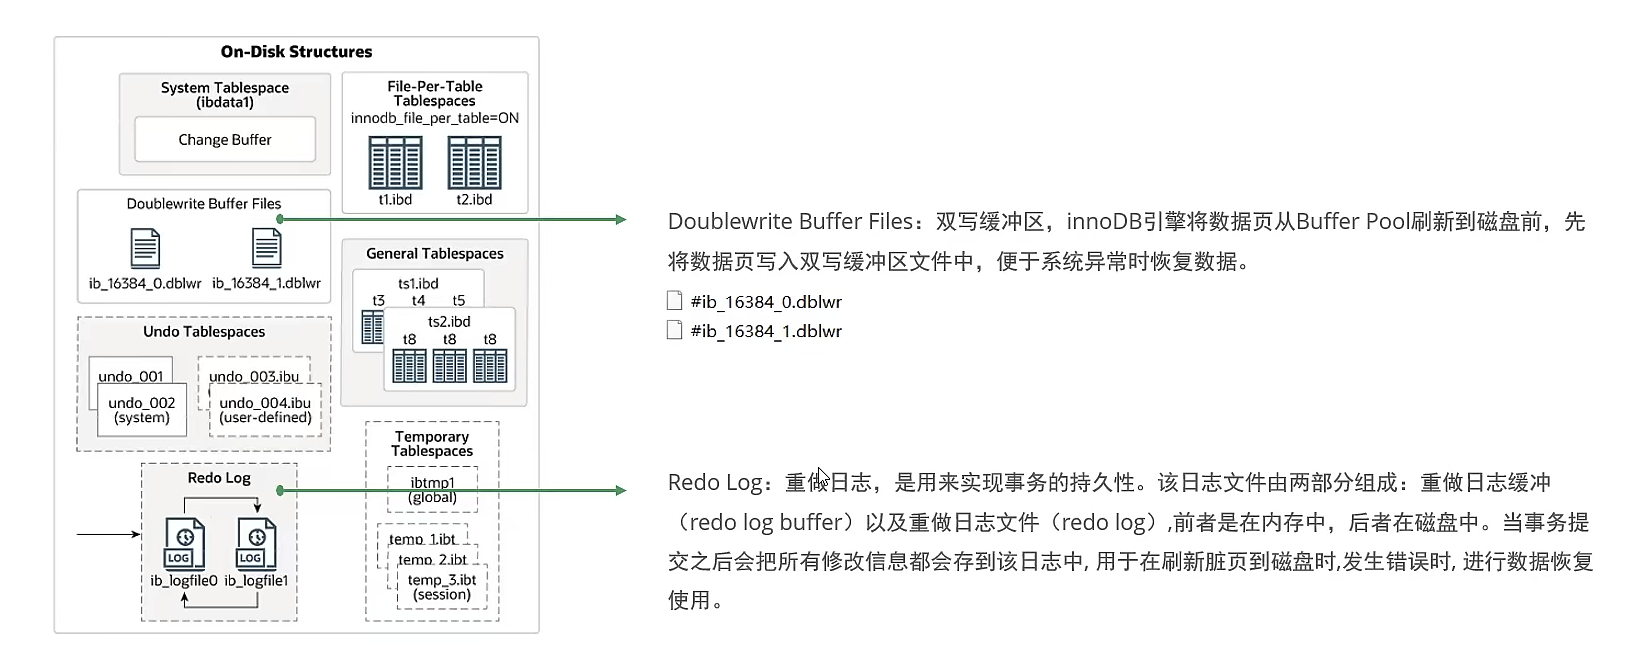 On-Disk Structures
System Tablespace
(ibdata1)
Change Buffer
File-Per-Table
Tablespaces
innodb_file_per_table=ON
t1.ibd
t2.ibd
Doublewrite Buffer Files
ib_16384_0.dblwr
ib_16384_1.dblwr
General Tablespaces
ts1.ibd
t3 t4 t5
ts2.ibd
t8 t8 t8
Undo Tablespaces
undo_001
undo_002
(system)
undo_003.ibu
undo_004.ibu
(user-defined)
Temporary
Tablespaces
ibtmp1
(global)
temp_1.ibt
temp_2.ibt
temp_3.ibt
(session)
Redo Log
LOG
LOG
ib_logfile0 ib_logfile1
Doublewrite Buffer Files：双写缓冲区，innoDB引擎将数据页从Buffer Pool刷新到磁盘前，先
将数据页写入双写缓冲区文件中，便于系统异常时恢复数据。
#ib_16384_0.dblwr
#ib_16384_1.dblwr
Redo Log：重做日志，是用来实现事务的持久性。该日志文件由两部分组成：重做日志缓冲
（redo log buffer）以及重做日志文件（redo log）,前者是在内存中，后者在磁盘中。当事务提
交之后会把所有修改信息都会存到该日志中, 用于在刷新脏页到磁盘时,发生错误时, 进行数据恢复
使用。